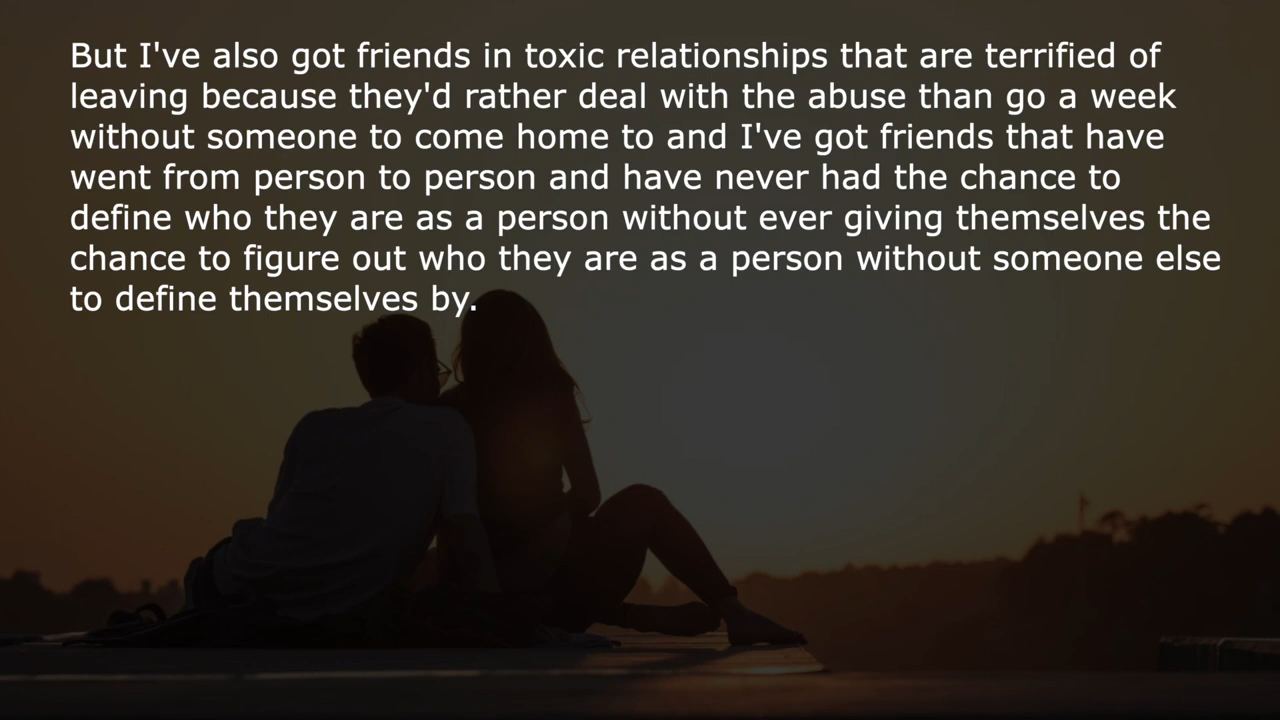 But I've also got friends in toxic relationships that are terrified of
leaving because they'd rather deal with the abuse than go a week
without someone to come home to and I've got friends that have
went from person to person and have never had the chance to
define who they are as a person without ever giving themselves the
chance to figure out who they are as a person without someone else
to define themselves by.